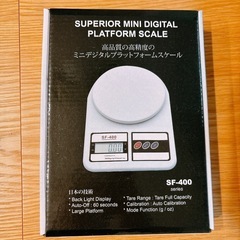 SUPERIOR MINI DIGITAL
PLATFORM SCALE
高品質の高精度の
ミニデジタルプラットフォームスケール
SF-400
SF-400
series
日本の技術
* Back Light Display
* Auto-Off : 60 seconds
* Large Platform
* Tare Range : Tare Full Capacity
* Calibration : Auto Calibration
* Mode Function (g / oz)